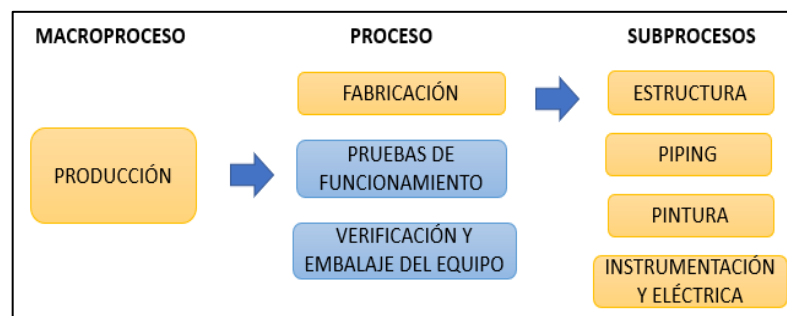 MACROPROCESO
PROCESO
SUBPROCESOS
PRODUCCIÓN
FABRICACIÓN
PRUEBAS DE
FUNCIONAMIENTO
VERIFICACIÓN Y
EMBALAJE DEL EQUIPO
ESTRUCTURA
PIPING
PINTURA
INSTRUMENTACIÓN
Y ELÉCTRICA